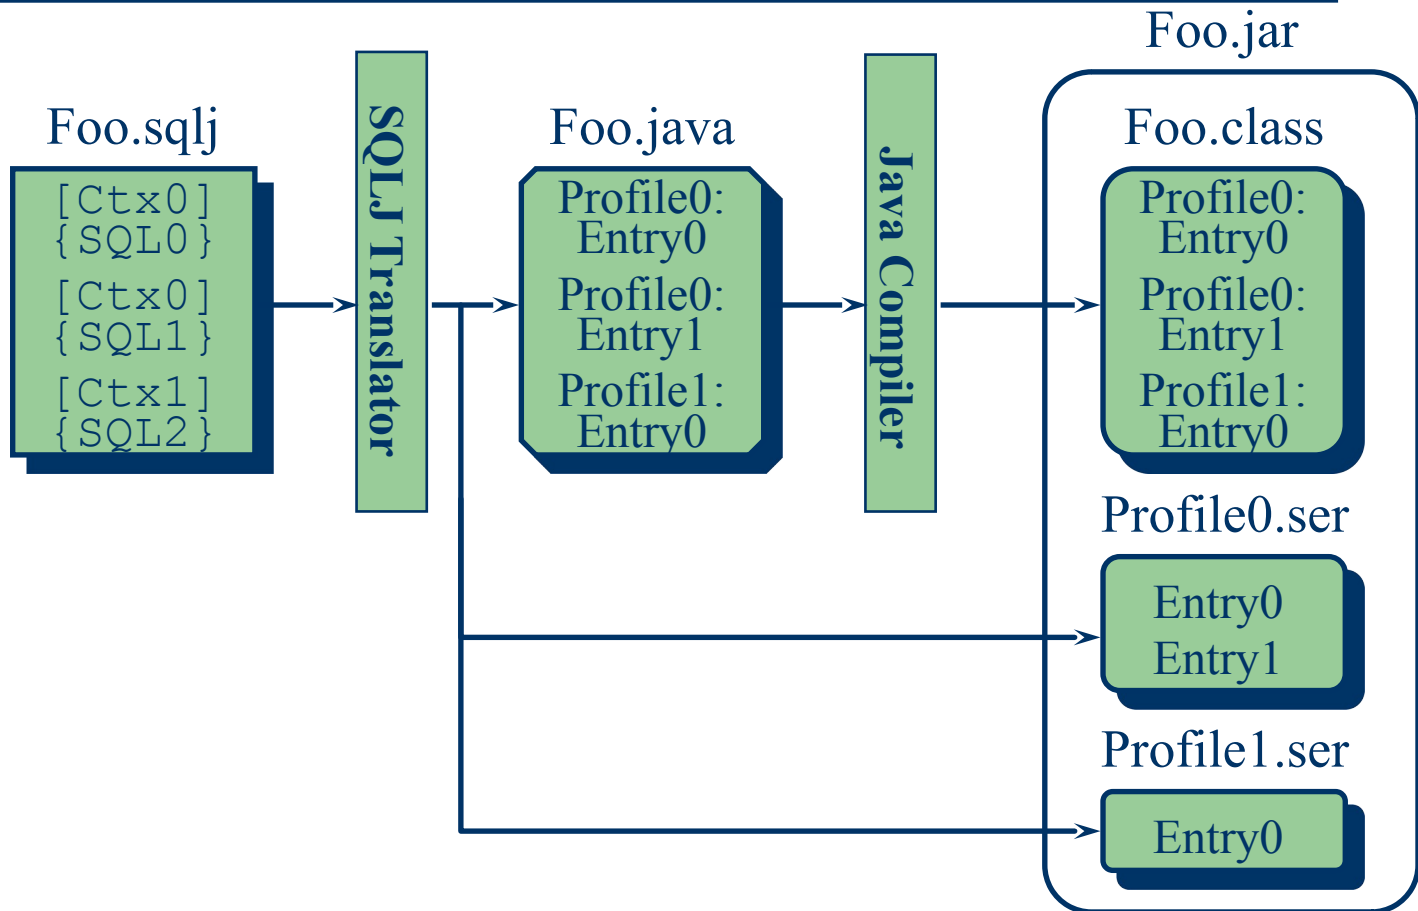 Foo.jar
Foo.sqlj
[Ctx0]
{SQL0}
[Ctx0]
{SQL1}
[Ctx1]
{SQL2}
SQLJ Translator
Foo.java
Profile0:
Entry0
Profile0:
Entry1
Profile1:
Entry0
Java Compiler
Foo.class
Profile0:
Entry0
Profile0:
Entry1
Profile1:
Entry0
Profile0.ser
Entry0
Entry1
Profile1.ser
Entry0